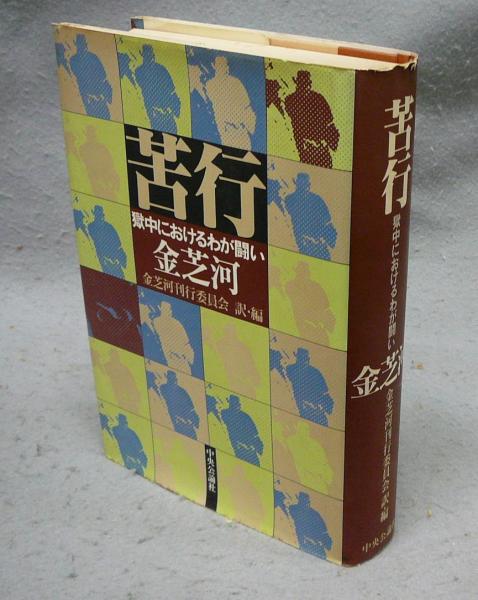 苦行
獄中におけるわが闘い
金芝河
金芝河刊行委員会 訳・編
中央公論社
苦行
獄中におけるわが闘い
金芝河
金芝河刊行委員会訳・編
中央公論社